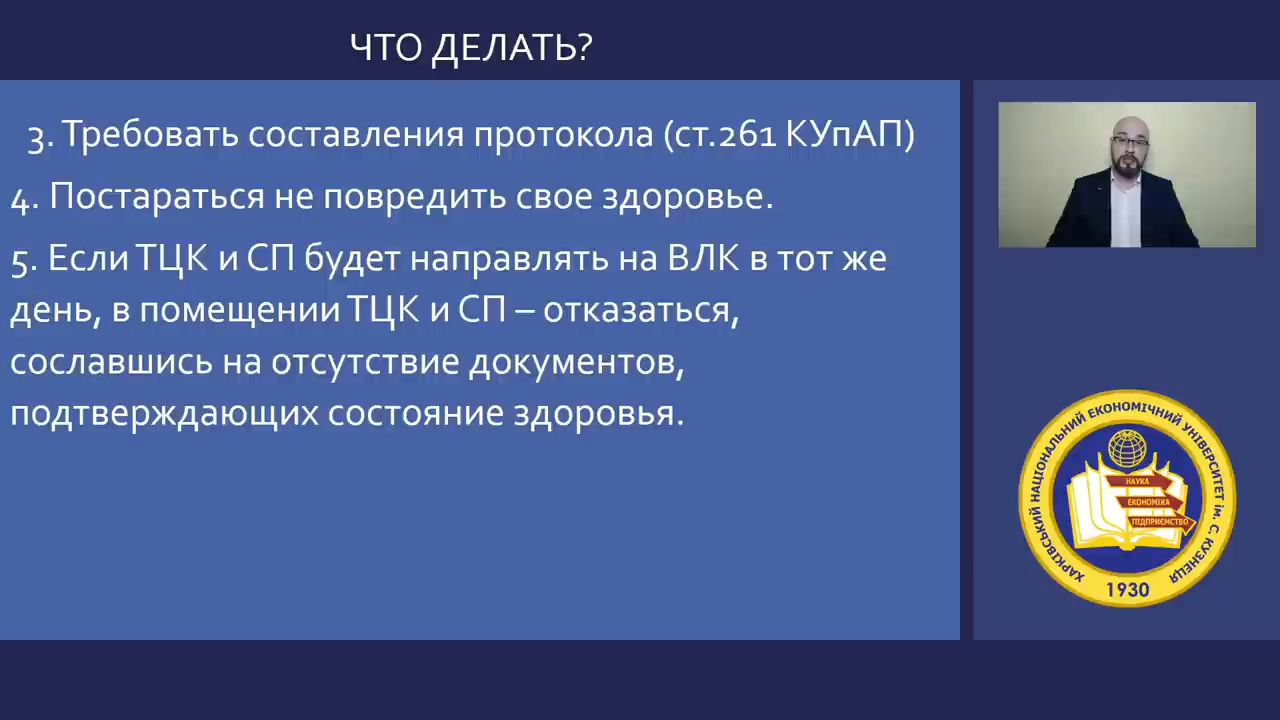 ЧТО ДЕЛАТЬ?
3. Требовать составления протокола (ст.261 КУпАП)
4. Постараться не повредить свое здоровье.
5. Если ТЦК и СП будет направлять на ВЛК в тот же
день, в помещении ТЦК и СП – отказаться,
сославшись на отсутствие документов,
подтверждающих состояние здоровья.
ХАРКІВСЬКИЙ НАЦІОНАЛЬНИЙ ЕКОНОМІЧНИЙ УНІВЕРСИТЕТ ім. С. КУЗНЕЦЯ
НАУКА
ЕКОНОМІКА
ПІДПРИЄМСТВО
1930